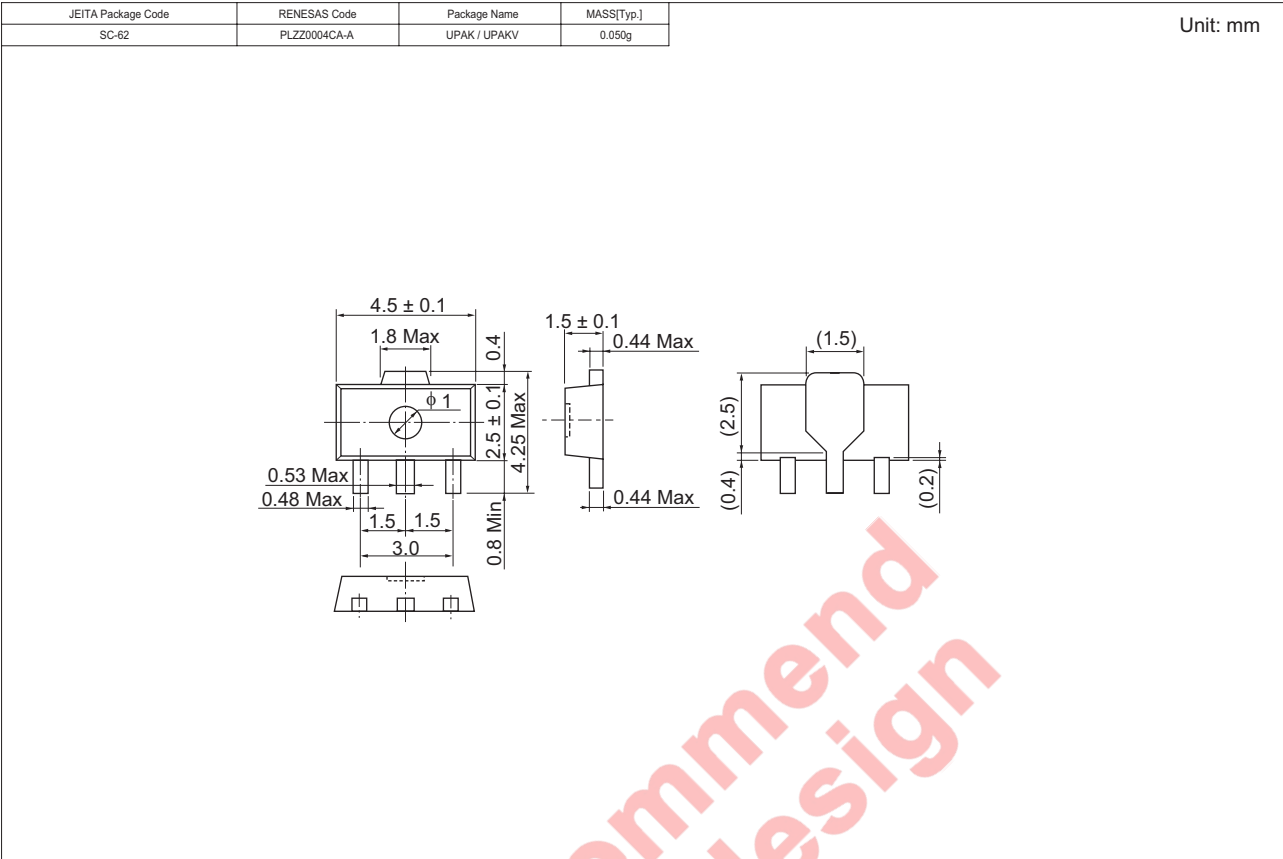 JEITA Package Code RENESAS Code Package Name MASS[Typ.]
SC-62 PLZZ0004CA-A UPAK / UPAKV 0.050g
Unit: mm
4.5 ± 0.1
1.8 Max
0.4
φ 1
2.5 ± 0.1
4.25 Max
0.53 Max
0.48 Max
1.5 1.5
3.0
0.8 Min
1.5 ± 0.1
0.44 Max
0.44 Max
(1.5)
(2.5)
(0.4)
(0.2)
ommend
design